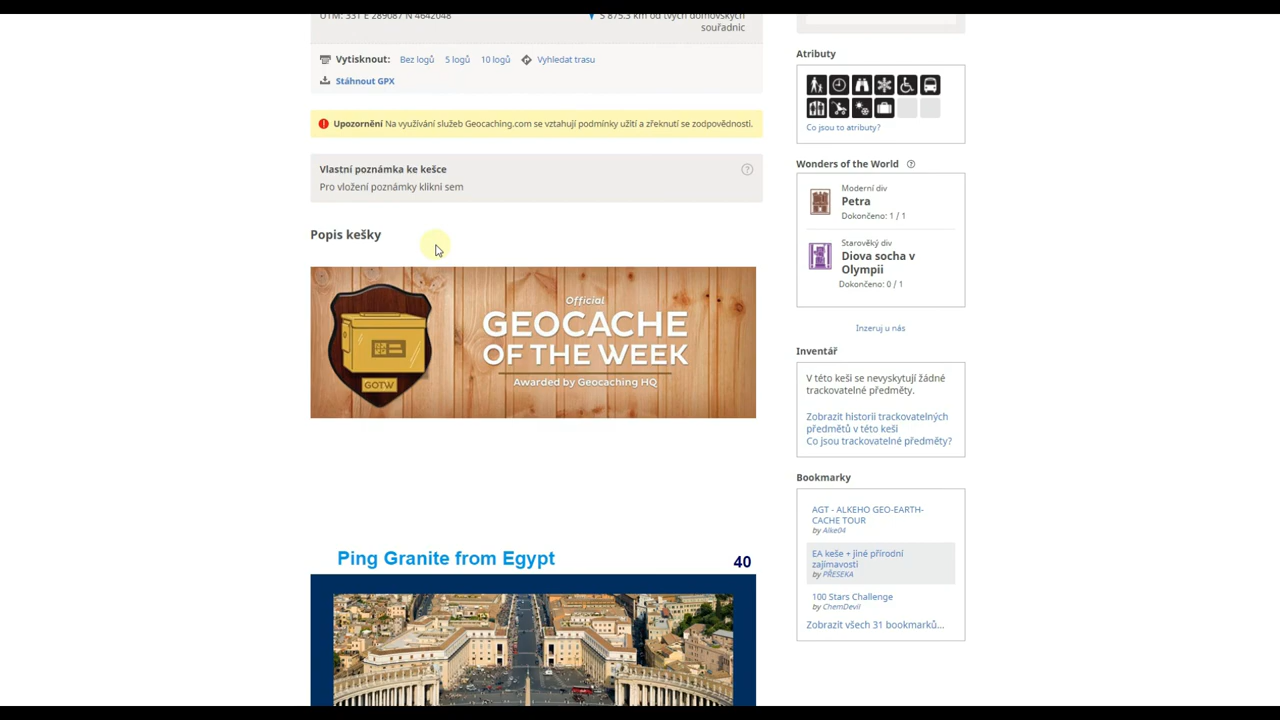 UTM: 33T E 289087 N 4642048
S 875.3 km od tvých domovských
souřadnic
Vytisknout: Bez logů 5 logů 10 logů Vyhledat trasu
Stáhnout GPX
Upozornění Na využívání služeb Geocaching.com se vztahují podmínky užití a zřeknutí se zodpovědnosti.
Vlastní poznámka ke kešce
Pro vložení poznámky klikni sem
Popis kešky
Official
GEOCACHE
OF THE WEEK
Awarded by Geocaching HQ
GOTW
Ping Granite from Egypt
40
Atributy
Co jsou to atributy?
Wonders of the World
Moderní div
Petra
Dokončeno: 1 / 1
Starověký div
Diova socha v
Olympii
Dokončeno: 0 / 1
Inzeruj u nás
Inventář
V této keši se nevyskytují žádné
trackovatelné předměty.
Zobrazit historii trackovatelných
předmětů v této keši
Co jsou trackovatelné předměty?
Bookmarky
AGT - ALKEHO GEO-EARTH-
CACHE TOUR
by Alke04
EA keše + jiné přírodní
zajímavosti
by PŘESEKA
100 Stars Challenge
by ChemDevil
Zobrazit všech 31 bookmarků...